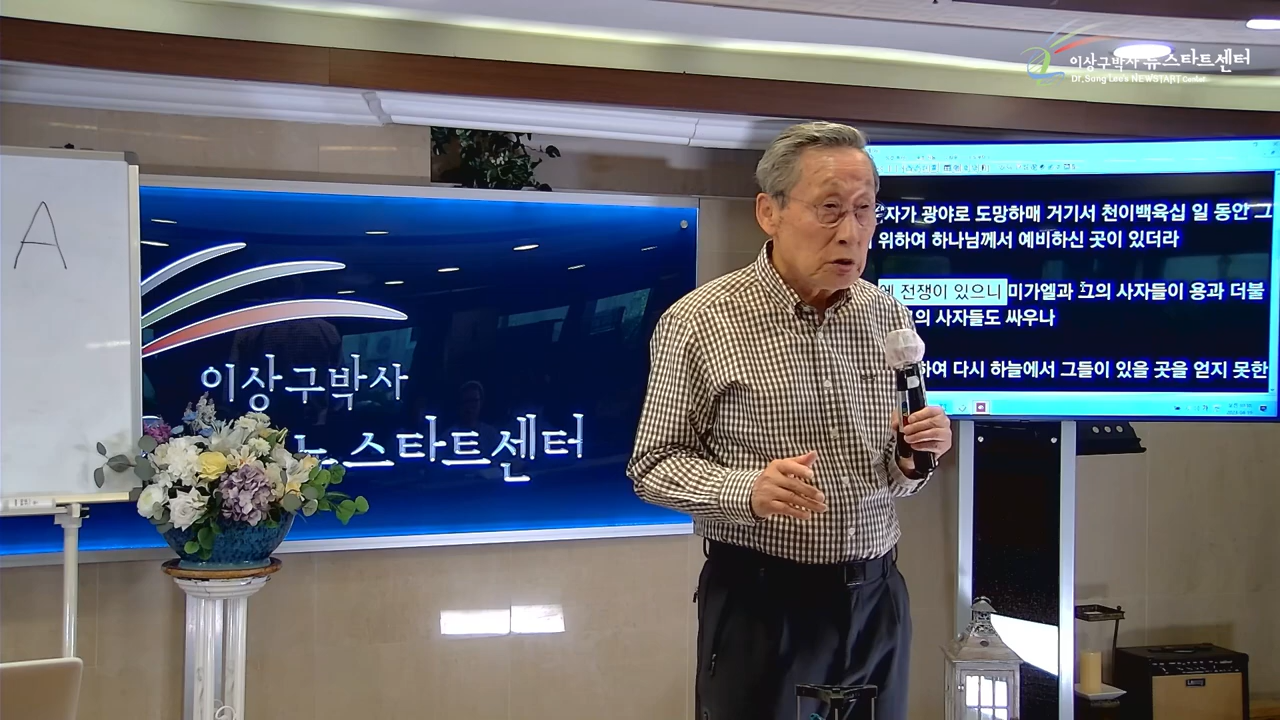 이상구박사 뉴스타트센터
Dr. Sang Lee's NEWSTART Center
A
이상구박사
뉴스타트센터
자가 광야로 도망하매 거기서 천이백육십 일 동안 그
위하여 하나님께서 예비하신 곳이 있더라
에 전쟁이 있으니 미가엘과 그의 사자들이 용과 더불
그의 사자들도 싸우나
하여 다시 하늘에서 그들이 있을 곳을 얻지 못한